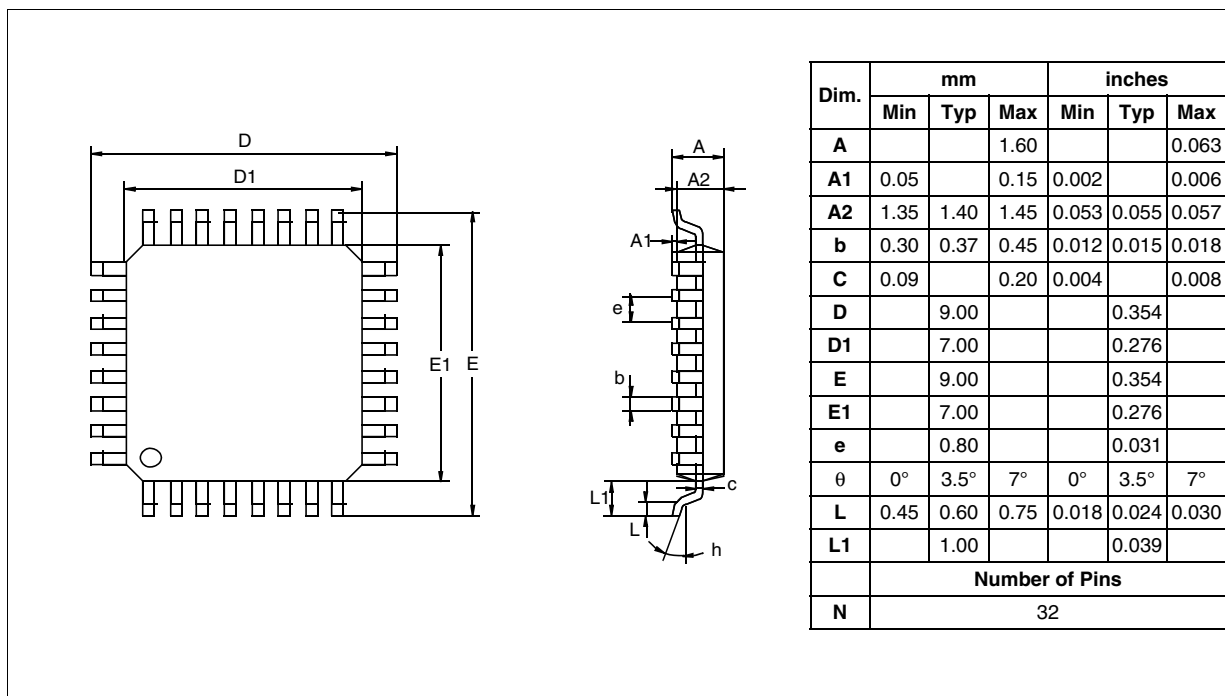 D
D1
E1
E
A
A2
A1
e
b
L1
c
L
h
Dim. mm inches
Min Typ Max Min Typ Max
A 1.60 0.063
A1 0.05 0.15 0.002 0.006
A2 1.35 1.40 1.45 0.053 0.055 0.057
b 0.30 0.37 0.45 0.012 0.015 0.018
C 0.09 0.20 0.004 0.008
D 9.00 0.354
D1 7.00 0.276
E 9.00 0.354
E1 7.00 0.276
e 0.80 0.031
θ 0° 3.5° 7° 0° 3.5° 7°
L 0.45 0.60 0.75 0.018 0.024 0.030
L1 1.00 0.039
Number of Pins
N 32